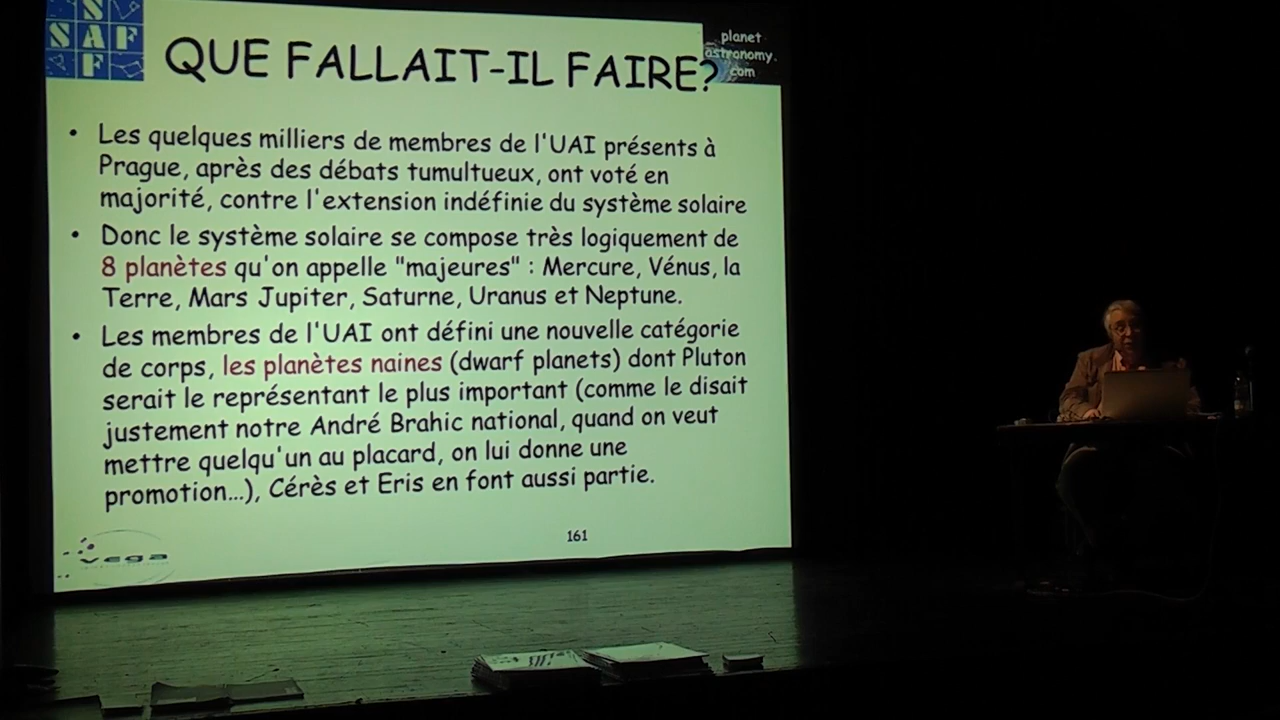 S
SAF
F
planet
astronomy.
com
QUE FALLAIT-IL FAIRE?
• Les quelques milliers de membres de l'UAI présents à
Prague, après des débats tumultueux, ont voté en
majorité, contre l'extension indéfinie du système solaire
• Donc le système solaire se compose très logiquement de
8 planètes qu'on appelle "majeures" : Mercure, Vénus, la
Terre, Mars Jupiter, Saturne, Uranus et Neptune.
• Les membres de l'UAI ont défini une nouvelle catégorie
de corps, les planètes naines (dwarf planets) dont Pluton
serait le représentant le plus important (comme le disait
justement notre André Brahic national, quand on veut
mettre quelqu'un au placard, on lui donne une
promotion...), Cérès et Eris en font aussi partie.
vega
161